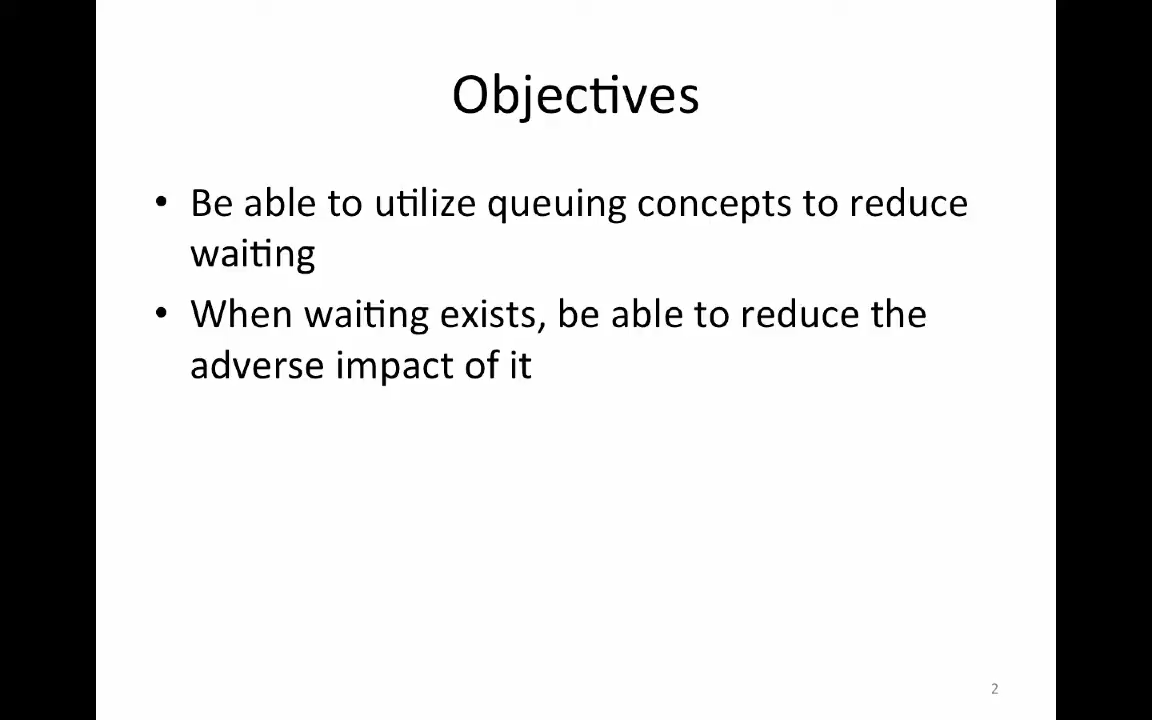 Objectives
• Be able to utilize queuing concepts to reduce
waiting
• When waiting exists, be able to reduce the
adverse impact of it
2